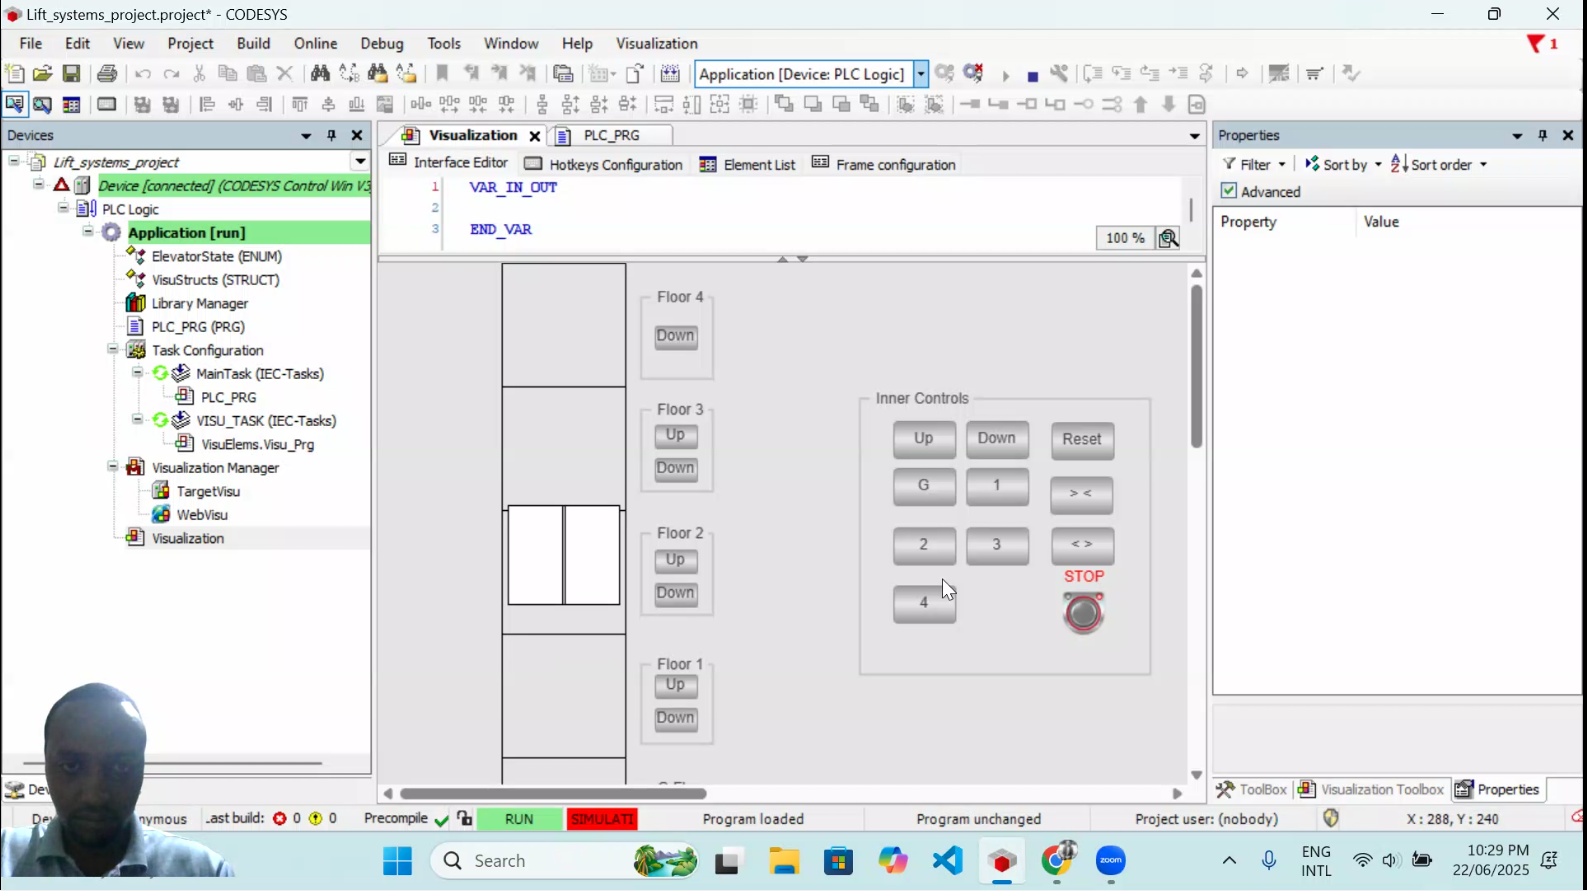 Lift_systems_project.project* - CODESYS
File Edit View Project Build Online Debug Tools Window Help Visualization
1
Application [Device: PLC Logic]
Devices
Visualization
PLC_PRG
Properties
Lift_systems_project
Device [connected] (CODESYS Control Win V3
PLC Logic
Application [run]
ElevatorState (ENUM)
VisuStructs (STRUCT)
Library Manager
PLC_PRG (PRG)
Task Configuration
MainTask (IEC-Tasks)
PLC_PRG
VISU_TASK (IEC-Tasks)
VisuElems.Visu_Prg
Visualization Manager
TargetVisu
WebVisu
Visualization
Interface Editor Hotkeys Configuration Element List Frame configuration
1 VAR_IN_OUT
2
3 END_VAR
100 %
Floor 4
Down
Floor 3
Up
Down
Floor 2
Up
Down
Floor 1
Up
Down
Inner Controls
Up Down Reset
G 1 > <
2 3 < >
STOP
4
Filter Sort by Sort order
Advanced
Property Value
ToolBox Visualization Toolbox Properties
Last build: 0 0 Precompile RUN Program loaded Program unchanged Project user: (nobody) X : 288, Y : 240
Search
zoom
ENG
INTL
10:29 PM
22/06/2025